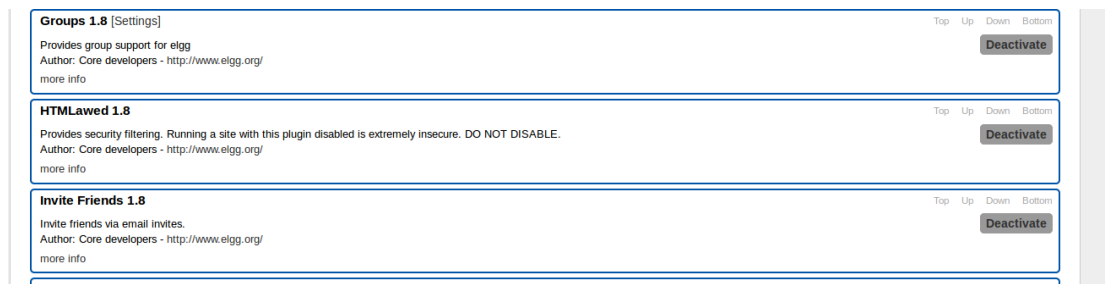 Groups 1.8 [Settings] Top Up Down Bottom
Provides group support for elgg Deactivate
Author: Core developers - http://www.elgg.org/
more info
HTMLawed 1.8 Top Up Down Bottom
Provides security filtering. Running a site with this plugin disabled is extremely insecure. DO NOT DISABLE. Deactivate
Author: Core developers - http://www.elgg.org/
more info
Invite Friends 1.8 Top Up Down Bottom
Invite friends via email invites. Deactivate
Author: Core developers - http://www.elgg.org/
more info